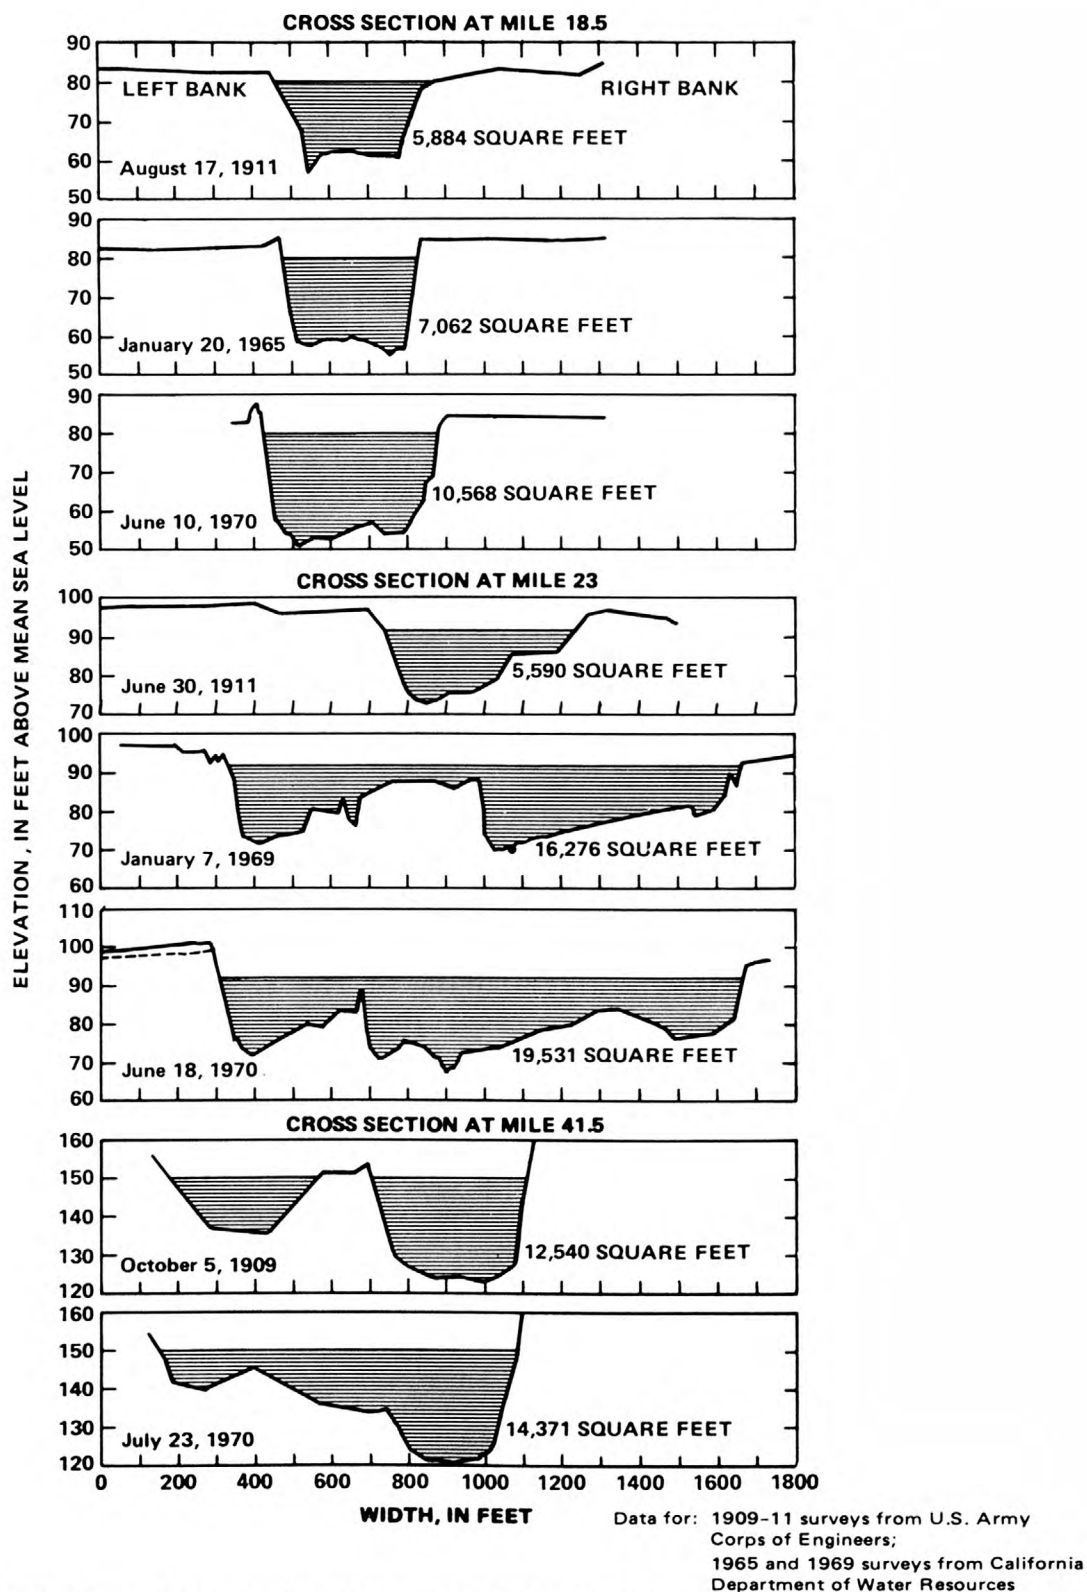 CROSS SECTION AT MILE 18.5
90
80
70
60
50
LEFT BANK
RIGHT BANK
5,884 SQUARE FEET
August 17, 1911
90
80
70
60
50
7,062 SQUARE FEET
January 20, 1965
90
80
70
60
50
10,568 SQUARE FEET
June 10, 1970
ELEVATION, IN FEET ABOVE MEAN SEA LEVEL
CROSS SECTION AT MILE 23
100
90
80
70
5,590 SQUARE FEET
June 30, 1911
100
90
80
70
60
16,276 SQUARE FEET
January 7, 1969
110
100
90
80
70
60
19,531 SQUARE FEET
June 18, 1970
CROSS SECTION AT MILE 41.5
160
150
140
130
120
12,540 SQUARE FEET
October 5, 1909
160
150
140
130
120
14,371 SQUARE FEET
July 23, 1970
0 200 400 600 800 1000 1200 1400 1600 1800
WIDTH, IN FEET
Data for: 1909-11 surveys from U.S. Army
Corps of Engineers;
1965 and 1969 surveys from California
Department of Water Resources